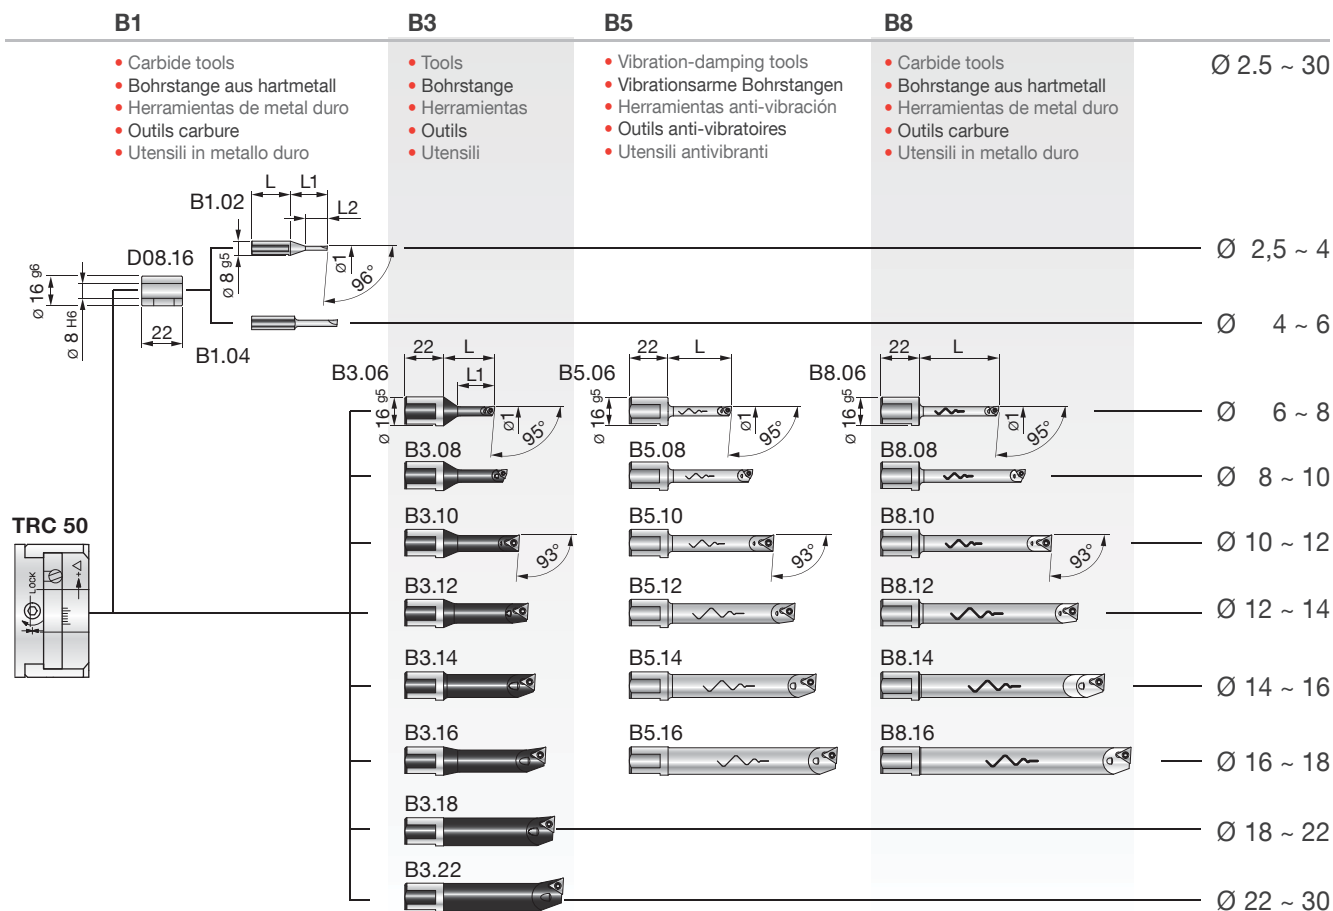 B1
B3
B5
B8
• Carbide tools
• Bohrstange aus hartmetall
• Herramientas de metal duro
• Outils carbure
• Utensili in metallo duro
• Tools
• Bohrstange
• Herramientas
• Outils
• Utensili
• Vibration-damping tools
• Vibrationsarme Bohrstangen
• Herramientas anti-vibración
• Outils anti-vibratoires
• Utensili antivibranti
• Carbide tools
• Bohrstange aus hartmetall
• Herramientas de metal duro
• Outils carbure
• Utensili in metallo duro
Ø 2.5 ~ 30
B1.02
L
L1
L2
Ø 8 g5
Ø1
96°
Ø 2,5 ~ 4
D08.16
Ø 16 g6
Ø 8 H6
22
B1.04
Ø 4 ~ 6
B3.06
22
L
L1
Ø 16 g5
Ø1
95°
B5.06
22
L
Ø 16 g5
Ø1
95°
B8.06
22
L
Ø 16 g5
Ø1
95°
Ø 6 ~ 8
B3.08
B5.08
B8.08
Ø 8 ~ 10
TRC 50
LOCK
+
B3.10
93°
B5.10
93°
B8.10
93°
Ø 10 ~ 12
B3.12
B5.12
B8.12
Ø 12 ~ 14
B3.14
B5.14
B8.14
Ø 14 ~ 16
B3.16
B5.16
B8.16
Ø 16 ~ 18
B3.18
Ø 18 ~ 22
B3.22
Ø 22 ~ 30